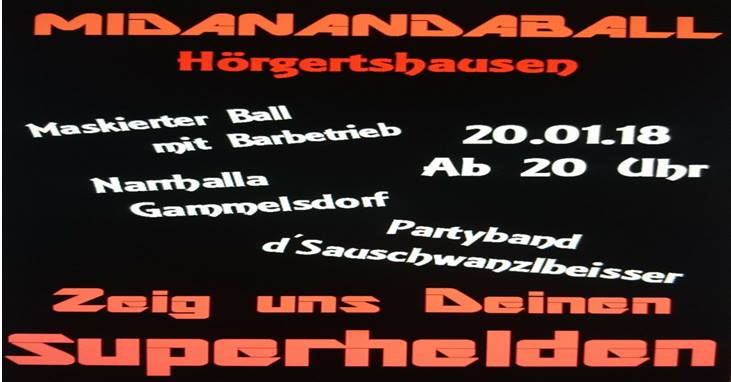 MIDANANDABALL
Hörgertshausen
Maskierter Ball
mit Barbetrieb
20.01.18
Ab 20 Uhr
Narrhalla
Gammelsdorf
Partyband
d´Sauschwanzlbeisser
Zeig uns Deinen
Superhelden